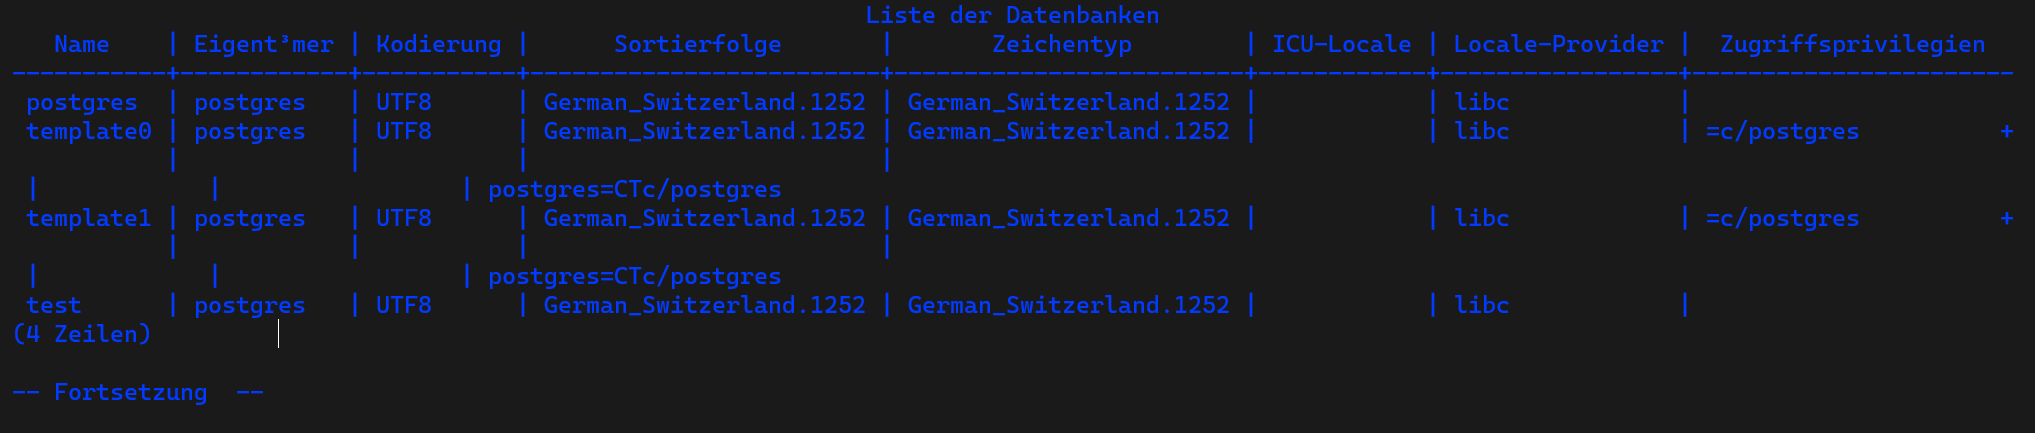 Liste der Datenbanken
   Name    | Eigent³mer | Kodierung |      Sortierfolge       |       Zeichentyp        | ICU-Locale | Locale-Provider |  Zugriffsprivilegien
-----------+------------+-----------+-------------------------+-------------------------+------------+-----------------+-----------------------
 postgres  | postgres   | UTF8      | German_Switzerland.1252 | German_Switzerland.1252 |            | libc            |
 template0 | postgres   | UTF8      | German_Switzerland.1252 | German_Switzerland.1252 |            | libc            | =c/postgres          +
           |            |           |                         |
 |            |                 | postgres=CTc/postgres
 template1 | postgres   | UTF8      | German_Switzerland.1252 | German_Switzerland.1252 |            | libc            | =c/postgres          +
           |            |           |                         |
 |            |                 | postgres=CTc/postgres
 test      | postgres   | UTF8      | German_Switzerland.1252 | German_Switzerland.1252 |            | libc            |
(4 Zeilen)

-- Fortsetzung  --